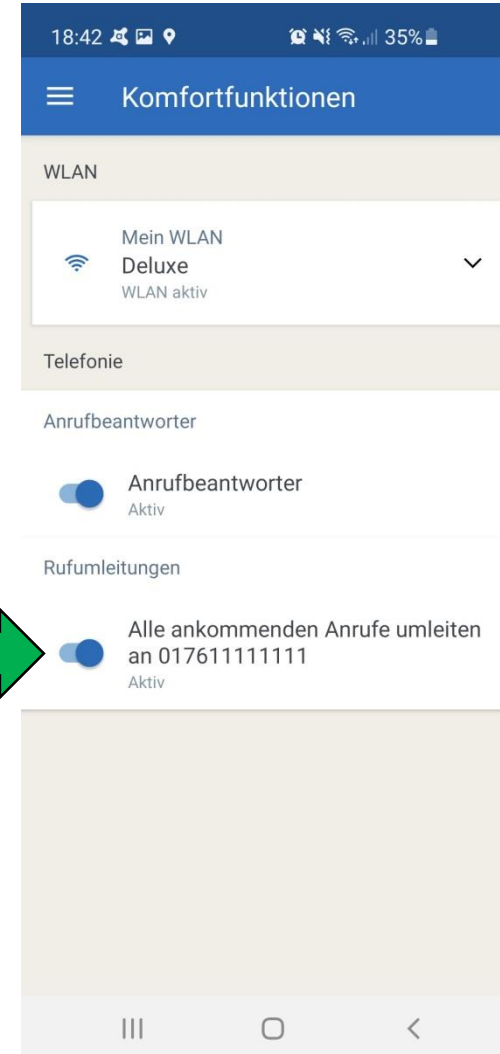 18:42 35%
Komfortfunktionen
WLAN
Mein WLAN
Deluxe
WLAN aktiv
Telefonie
Anrufbeantworter
Anrufbeantworter
Aktiv
Rufumleitungen
Alle ankommenden Anrufe umleiten
an 017611111111
Aktiv